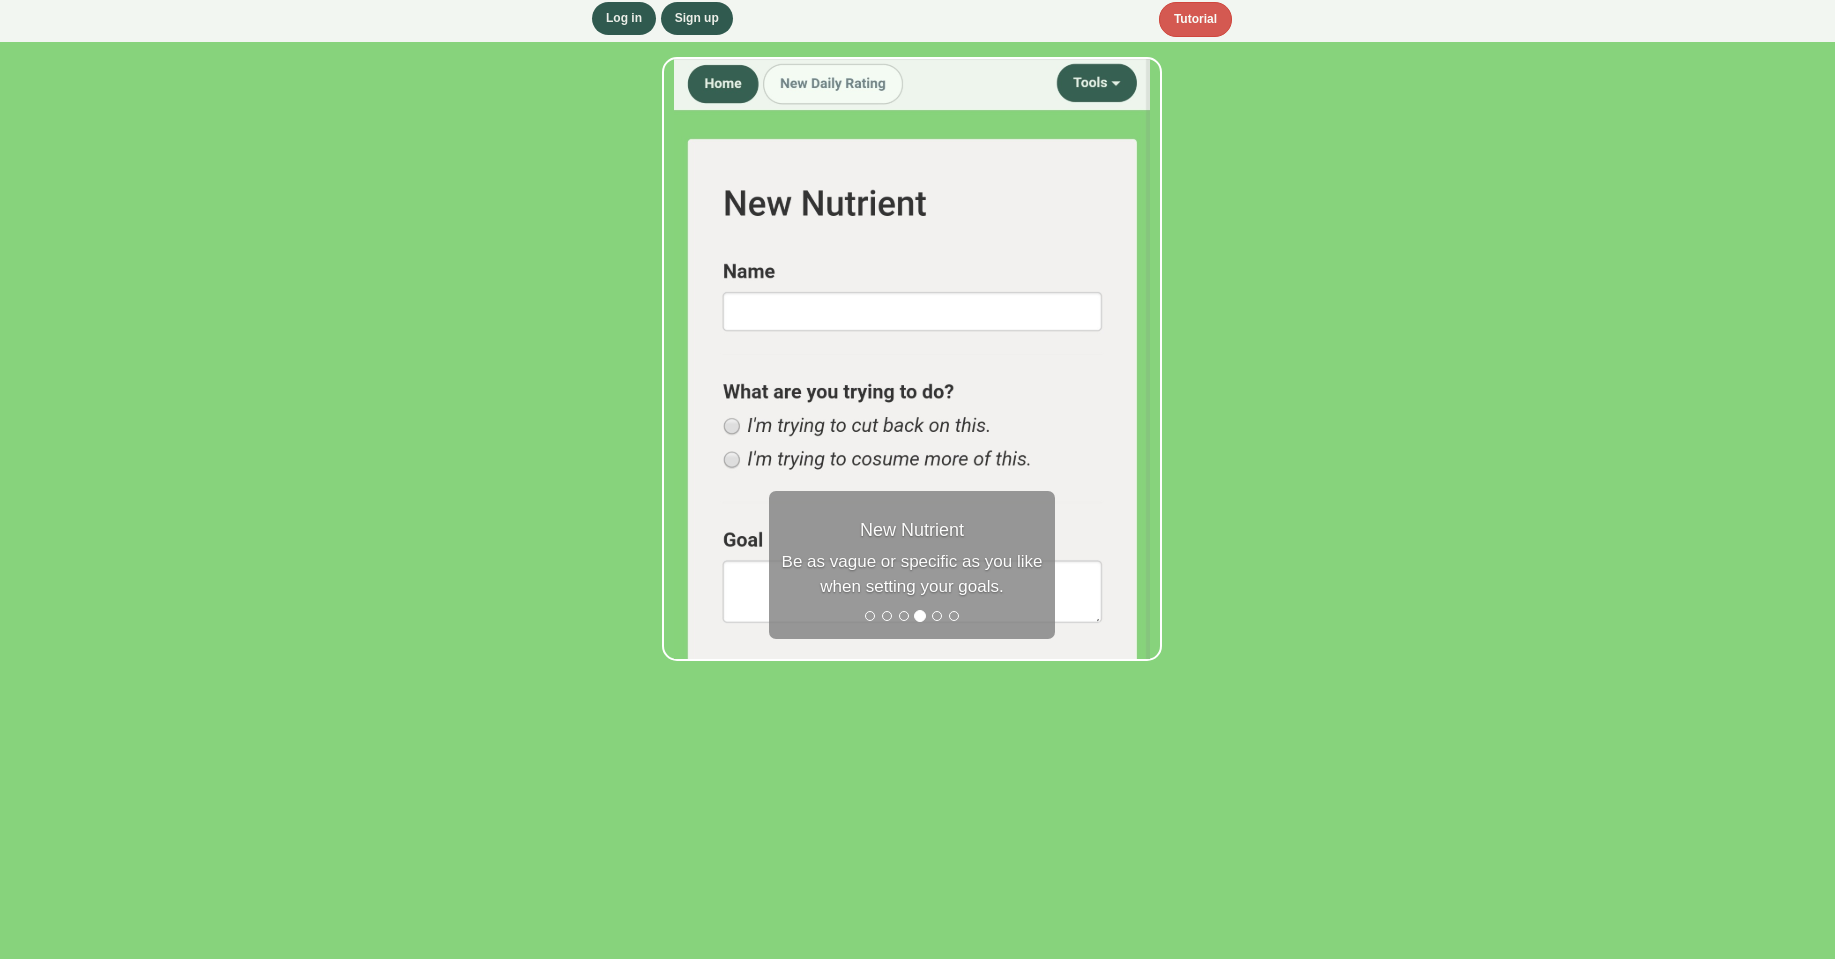 Log in
Sign up
Tutorial
Home
New Daily Rating
Tools
New Nutrient
Name
What are you trying to do?
I'm trying to cut back on this.
I'm trying to cosume more of this.
Goal
New Nutrient
Be as vague or specific as you like
when setting your goals.